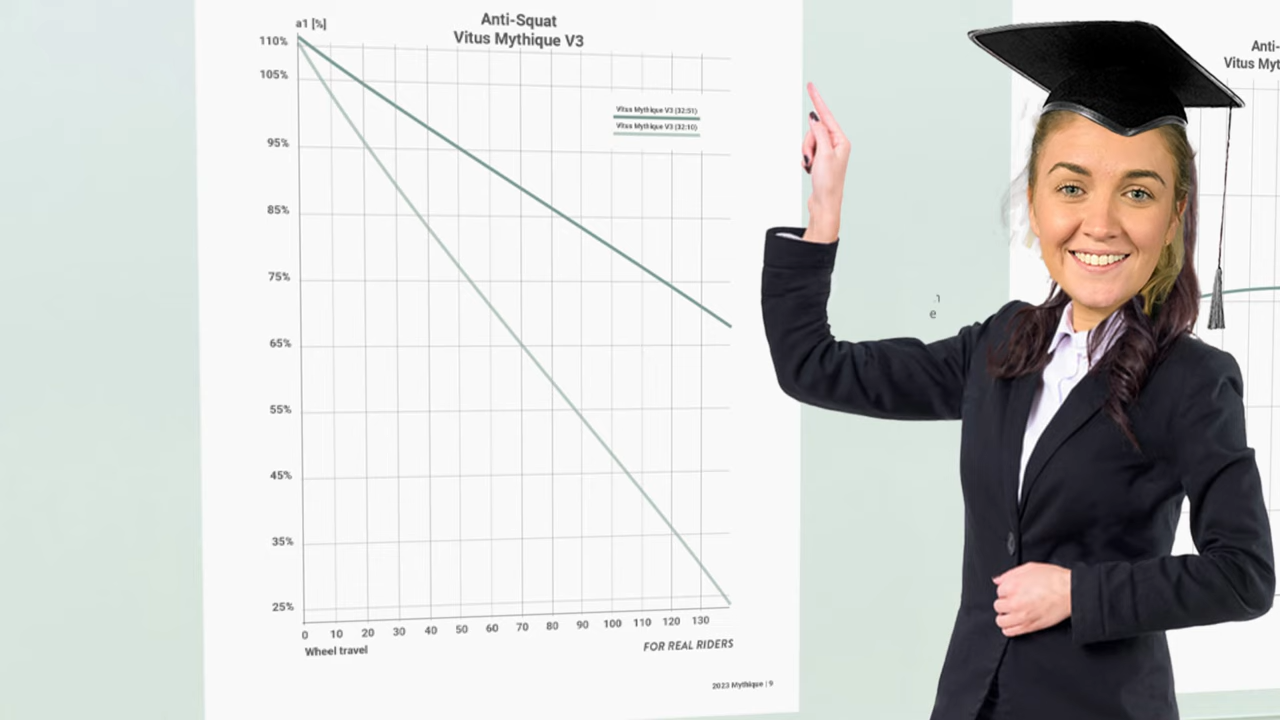 a1 [%]
Anti-Squat
Vitus Mythique V3
110%
105%
95%
85%
75%
65%
55%
45%
35%
25%
Vitus Mythique V3 (32:51)
Vitus Mythique V3 (32:10)
0 10 20 30 40 50 60 70 80 90 100 110 120 130
Wheel travel
FOR REAL RIDERS
2023 Mythique | 9
Anti-
Vitus Myt